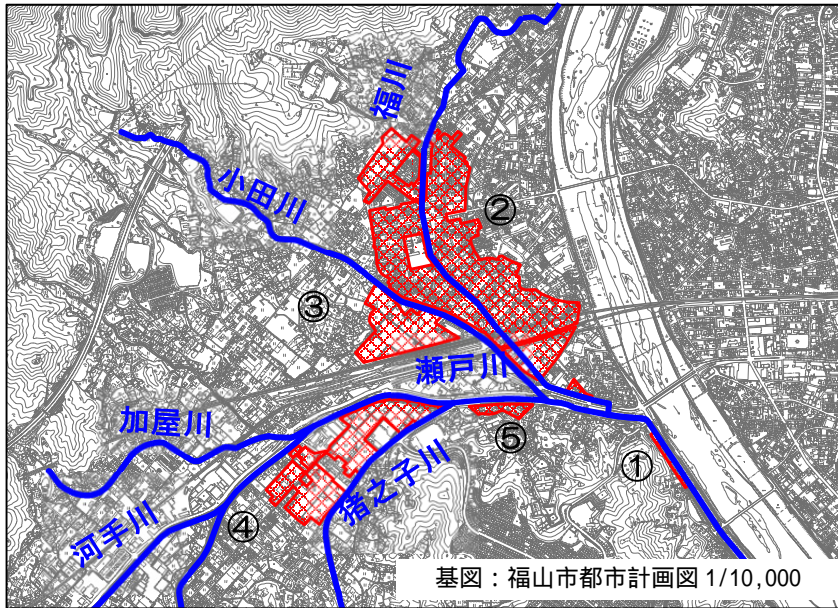 福川
小田川
②
③
瀬戸川
加屋川
⑤
猪之子川
①
④
河手川
基図：福山市都市計画図 1/10,000